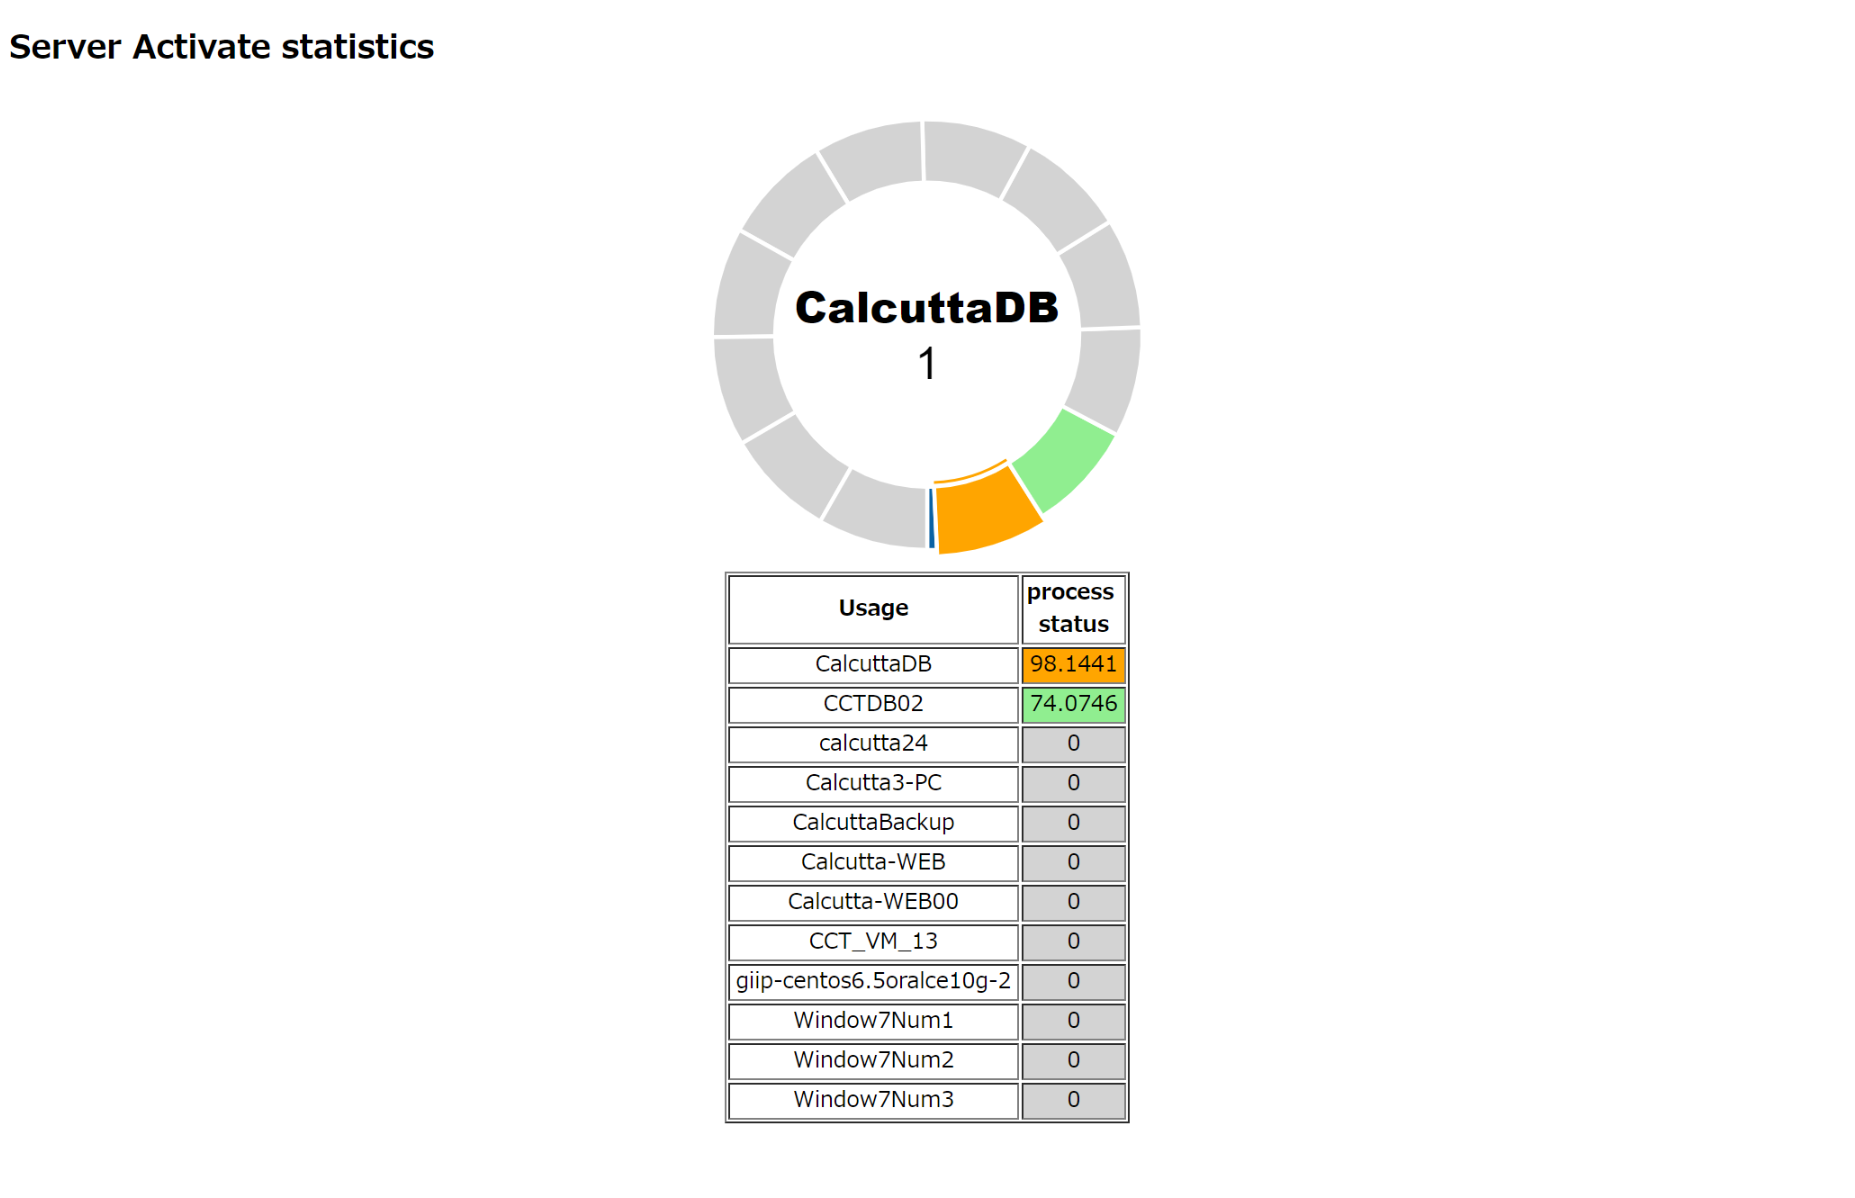 Server Activate statistics
CalcuttaDB
1
Usage
process
status
CalcuttaDB 98.1441
CCTDB02 74.0746
calcutta24 0
Calcutta3-PC 0
CalcuttaBackup 0
Calcutta-WEB 0
Calcutta-WEB00 0
CCT_VM_13 0
giip-centos6.5oralce10g-2 0
Window7Num1 0
Window7Num2 0
Window7Num3 0